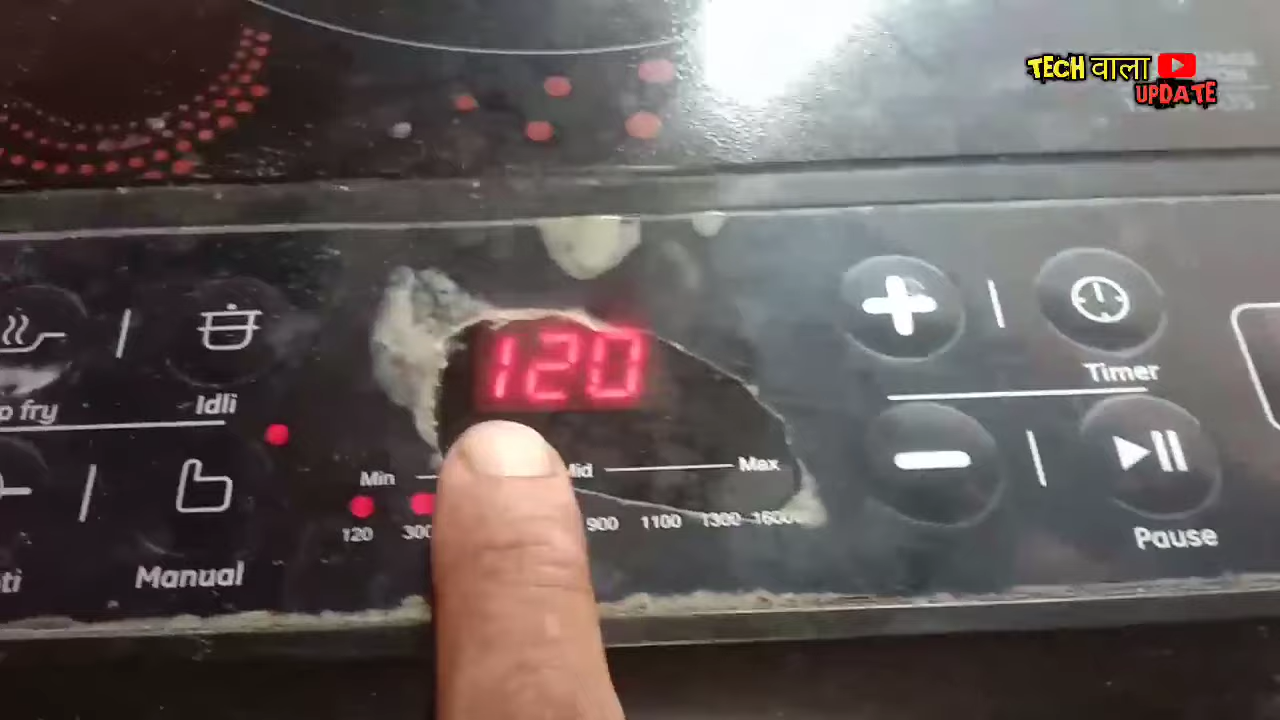 TECH वाला
UPDATE
120
Timer
Idli
Min
Mid
Max
120
300
900
1100
1300
1600
Pause
Manual